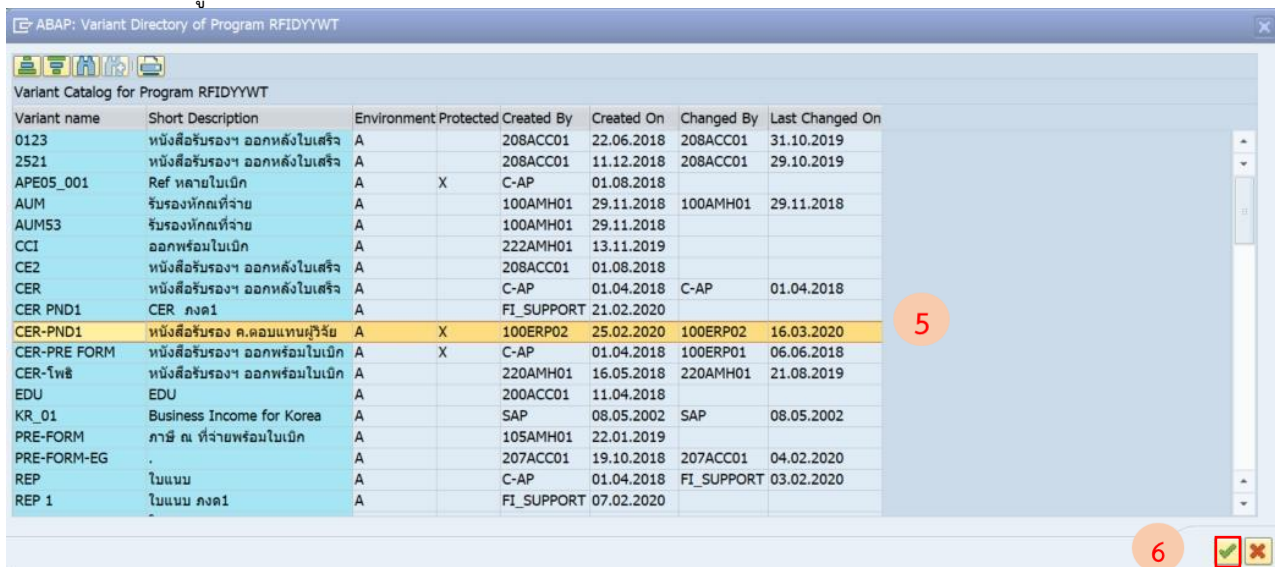 ABAP: Variant Directory of Program RFIDYYWT
Variant Catalog for Program RFIDYYWT
Variant name Short Description Environment Protected Created By Created On Changed By Last Changed On
0123 หนังสือรับรองฯ ออกหลังใบเสร็จ A 208ACC01 22.06.2018 208ACC01 31.10.2019
2521 หนังสือรับรองฯ ออกหลังใบเสร็จ A 208ACC01 11.12.2018 208ACC01 29.10.2019
APE05_001 Ref หลายใบเบิก A X C-AP 01.08.2018
AUM รับรองหักณที่จ่าย A 100AMH01 29.11.2018 100AMH01 29.11.2018
AUM53 รับรองหักณที่จ่าย A 100AMH01 29.11.2018
CCI ออกพร้อมใบเบิก A 222AMH01 13.11.2019
CE2 หนังสือรับรองฯ ออกหลังใบเสร็จ A 208ACC01 01.08.2018
CER หนังสือรับรองฯ ออกหลังใบเสร็จ A C-AP 01.04.2018 C-AP 01.04.2018
CER PND1 CER ภงด1 A FI_SUPPORT 21.02.2020
CER-PND1 หนังสือรับรอง ค.ตอบแทนผู้วิจัย A X 100ERP02 25.02.2020 100ERP02 16.03.2020
5
CER-PRE FORM หนังสือรับรองฯ ออกพร้อมใบเบิก A X C-AP 01.04.2018 100ERP01 06.06.2018
CER-โพธิ หนังสือรับรองฯ ออกพร้อมใบเบิก A 220AMH01 16.05.2018 220AMH01 21.08.2019
EDU EDU A 200ACC01 11.04.2018
KR_01 Business Income for Korea A SAP 08.05.2002 SAP 08.05.2002
PRE-FORM ภาษี ณ ที่จ่ายพร้อมใบเบิก A 105AMH01 22.01.2019
PRE-FORM-EG . A 207ACC01 19.10.2018 207ACC01 04.02.2020
REP ใบแนบ A C-AP 01.04.2018 FI_SUPPORT 03.02.2020
REP 1 ใบแนบ ภงด1 A FI_SUPPORT 07.02.2020
6